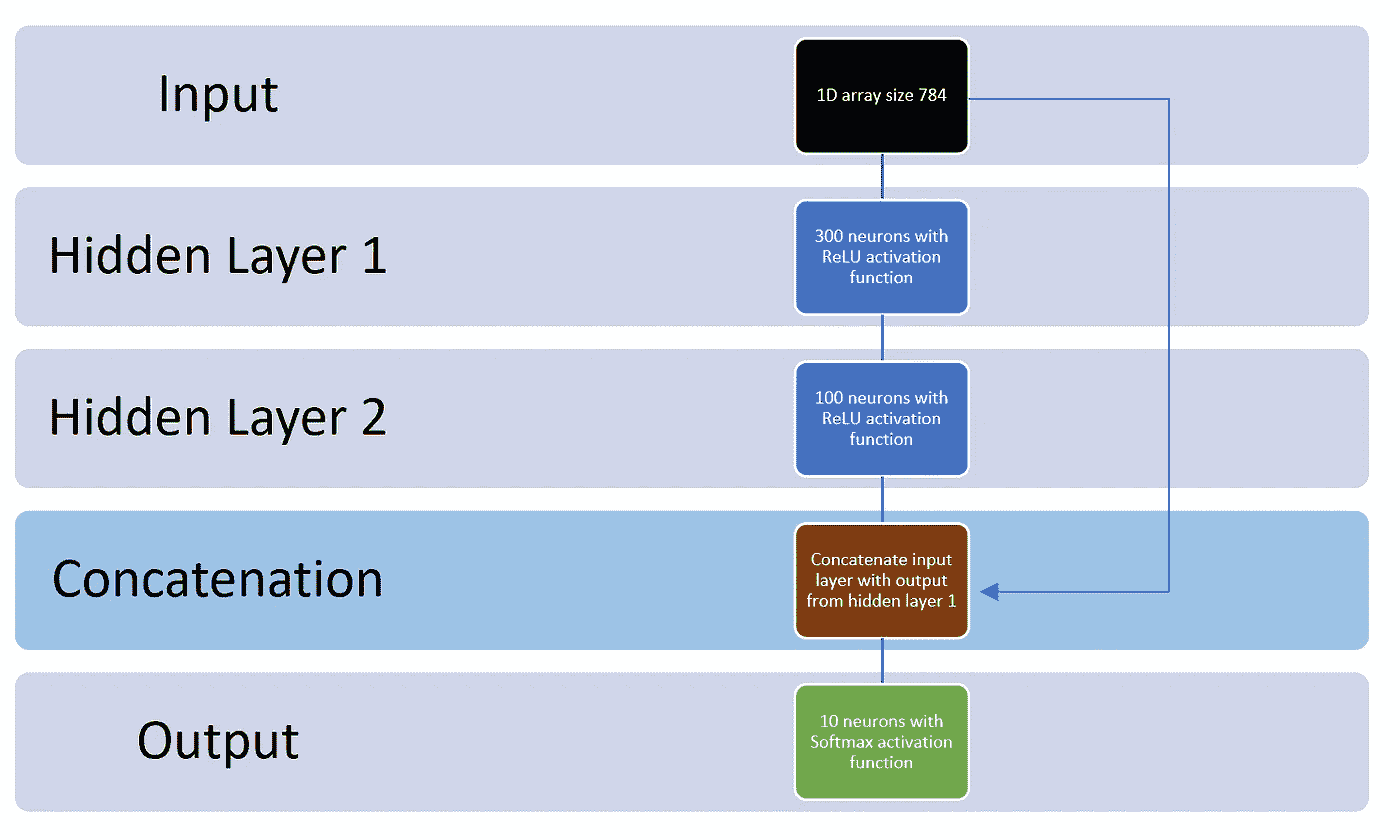 Input
1D array size 784
Hidden Layer 1
300 neurons with
ReLU activation
function
Hidden Layer 2
100 neurons with
ReLU activation
function
Concatenation
Concatenate input
layer with output
from hidden layer 1
Output
10 neurons with
Softmax activation
function